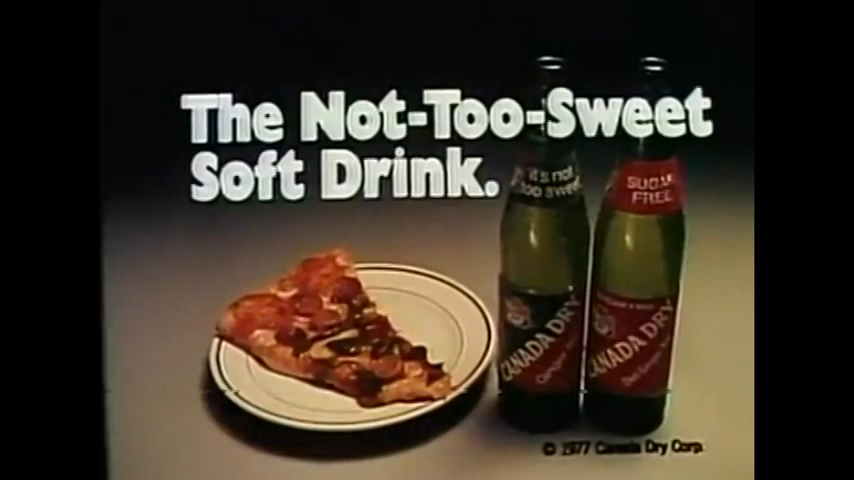 The Not-Too-Sweet
Soft Drink.
it's not
too sweet
SUGAR
FREE
CANADA DRY
Ginger
CANADA DRY
© 1977 Canada Dry Corp.